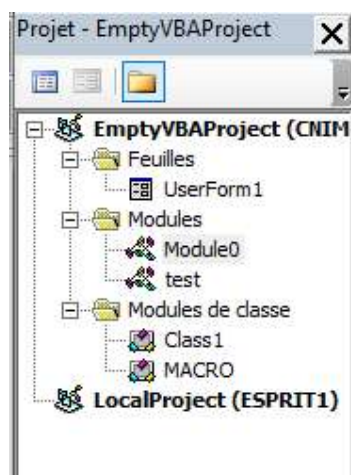 Projet - EmptyVBAProject
EmptyVBAProject (CNIM
Feuilles
UserForm1
Modules
Module0
test
Modules de classe
Class1
MACRO
LocalProject (ESPRIT1)